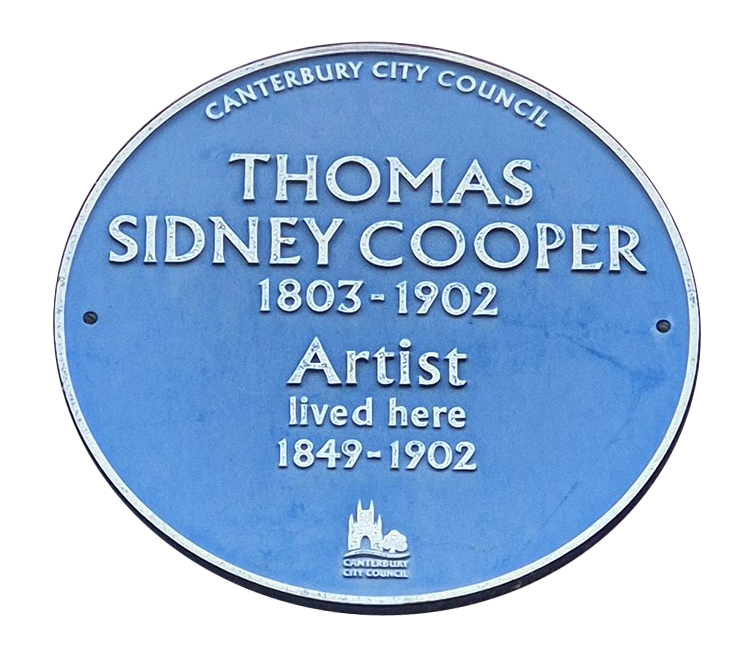 CANTERBURY CITY COUNCIL
THOMAS
SIDNEY COOPER
1803-1902
Artist
lived here
1849-1902
CANTERBURY
CITY COUNCIL